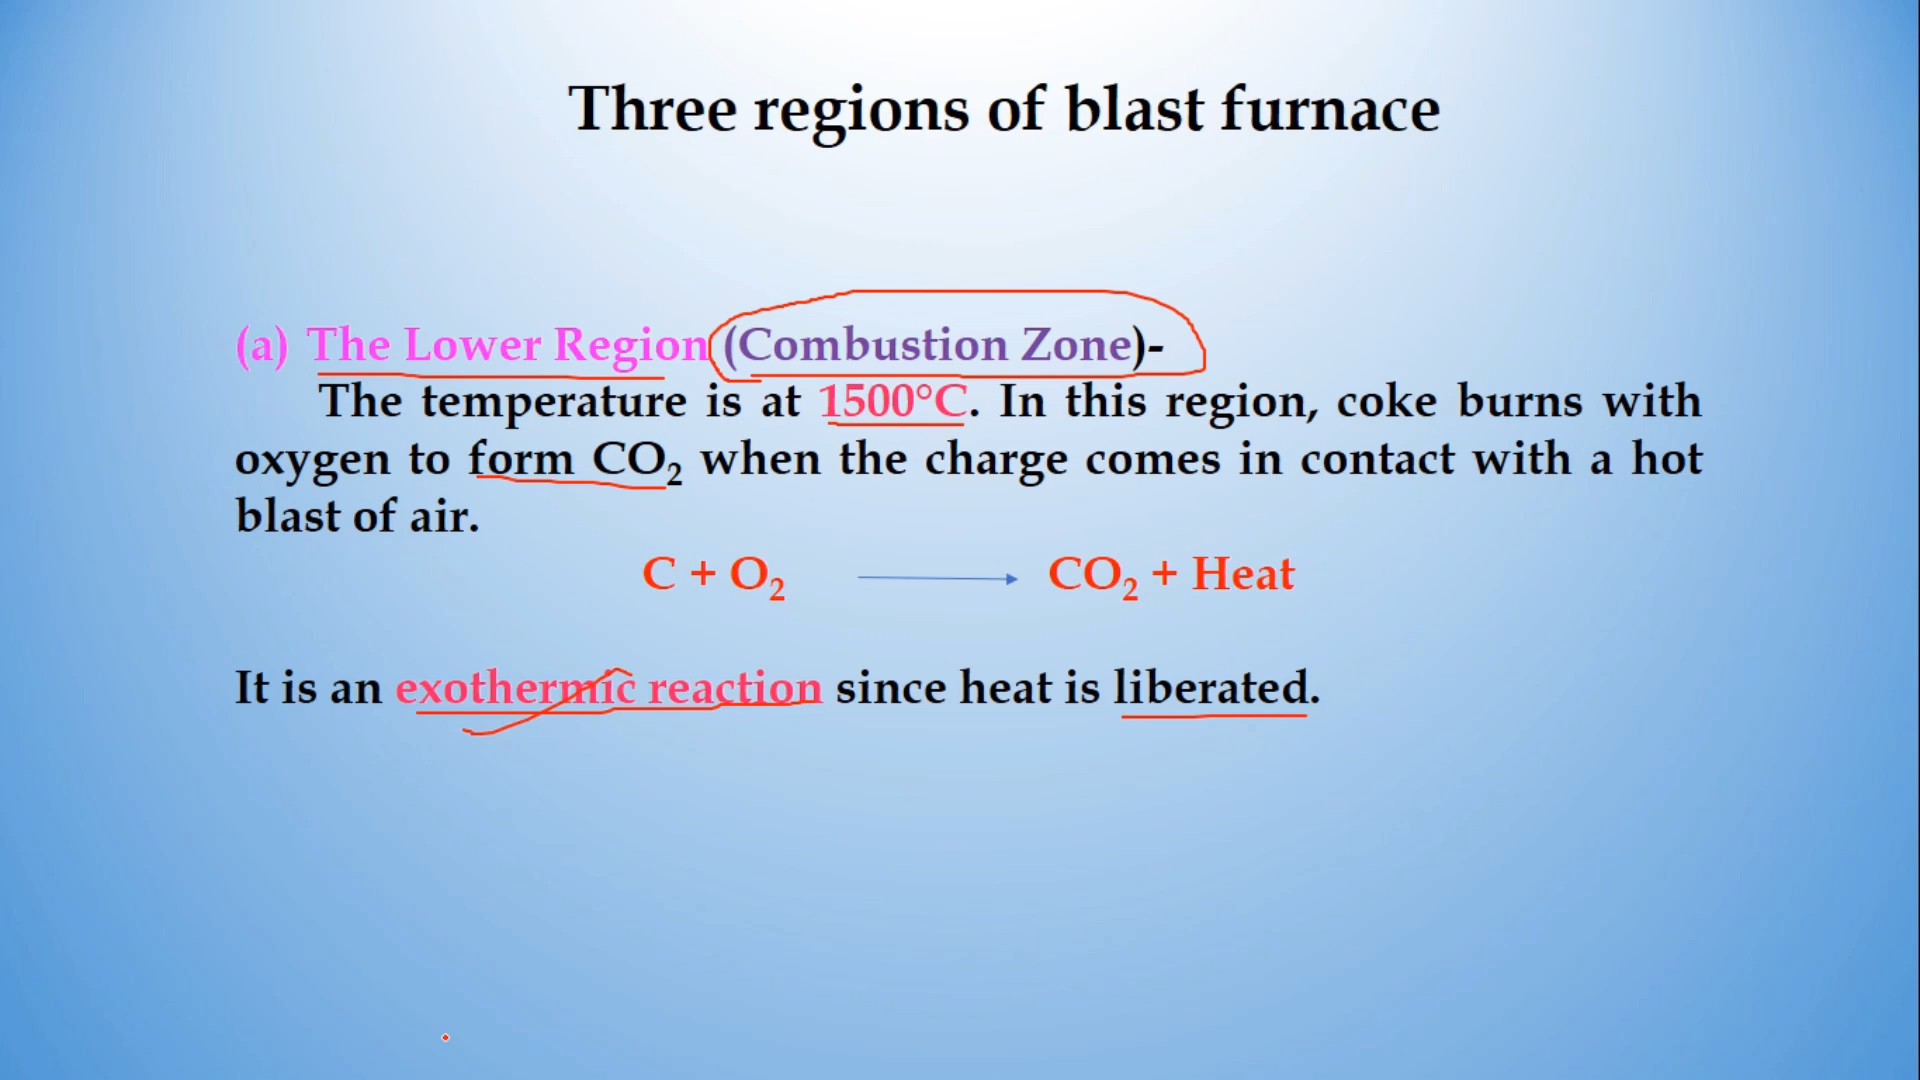 Three regions of blast furnace
(a) The Lower Region (Combustion Zone)-
The temperature is at 1500°C. In this region, coke burns with
oxygen to form CO₂ when the charge comes in contact with a hot
blast of air.
C + O₂ → CO₂ + Heat
It is an exothermic reaction since heat is liberated.